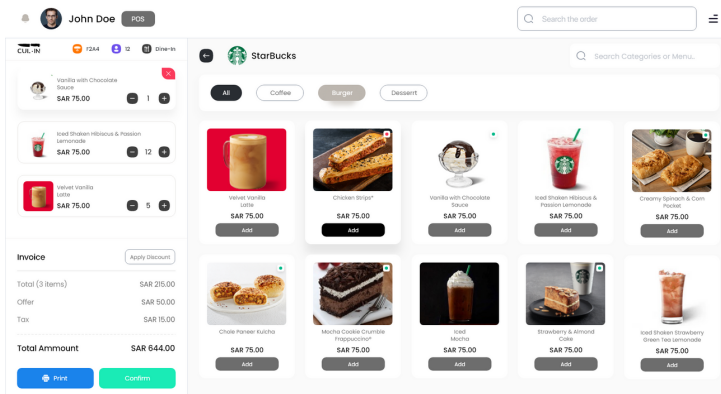 John Doe
POS
Search the order
CUL·IN
F2A4
12
Dine-In
Vanilla with Chocolate
Sauce
SAR 75.00
1
Iced Shaken Hibiscus & Passion
Lemonade
SAR 75.00
12
Velvet Vanilla
Latte
SAR 75.00
5
Invoice
Apply Discount
Total (3 items)
SAR 215.00
Offer
SAR 50.00
Tax
SAR 15.00
Total Ammount
SAR 644.00
Print
Confirm
StarBucks
Search Categories or Menu..
All
Coffee
Burger
Dessert
Velvet Vanilla
Latte
SAR 75.00
Add
Chicken Strips*
SAR 75.00
Add
Vanilla with Chocolate
Sauce
SAR 75.00
Add
Iced Shaken Hibiscus &
Passion Lemonade
SAR 75.00
Add
Creamy Spinach & Corn
Pocket
SAR 75.00
Add
Chole Paneer Kulcha
SAR 75.00
Add
Mocha Cookie Crumble
Frappuccino*
SAR 75.00
Add
Iced
Mocha
SAR 75.00
Add
Strawberry & Almond
Cake
SAR 75.00
Add
Iced Shaken Strawberry
Green Tea Lemonade
SAR 75.00
Add